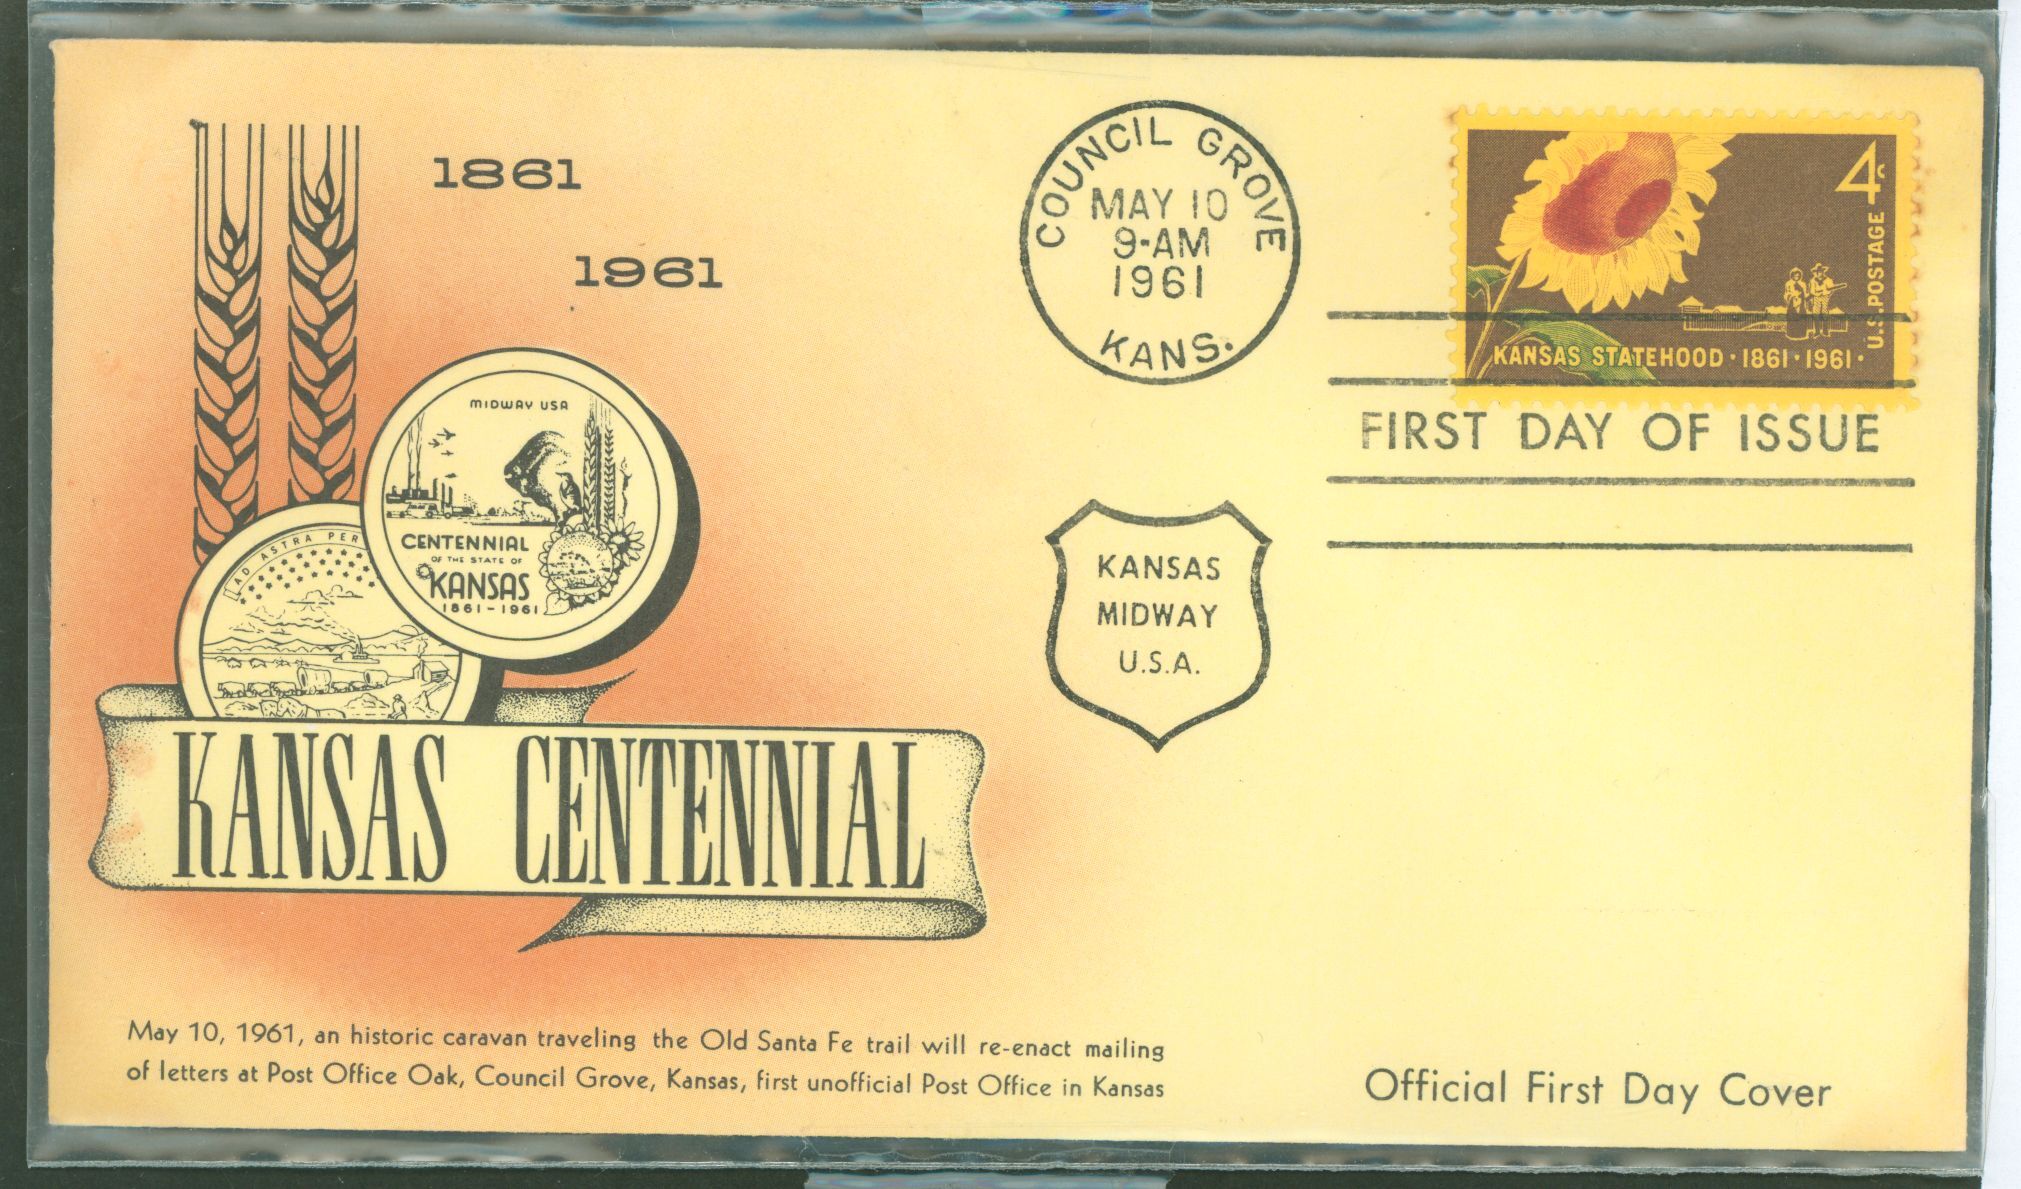 1861
1961
MIDWAY USA
CENTENNIAL
OF THE STATE OF
KANSAS
1861-1961
AD ASTRA PER
KANSAS CENTENNIAL
May 10, 1961, an historic caravan traveling the Old Santa Fe trail will re-enact mailing
of letters at Post Office Oak, Council Grove, Kansas, first unofficial Post Office in Kansas
COUNCIL GROVE
MAY 10
9-AM
1961
KANS.
KANSAS
MIDWAY
U.S.A.
4c
U.S. POSTAGE
KANSAS STATEHOOD · 1861 · 1961 ·
FIRST DAY OF ISSUE
Official First Day Cover